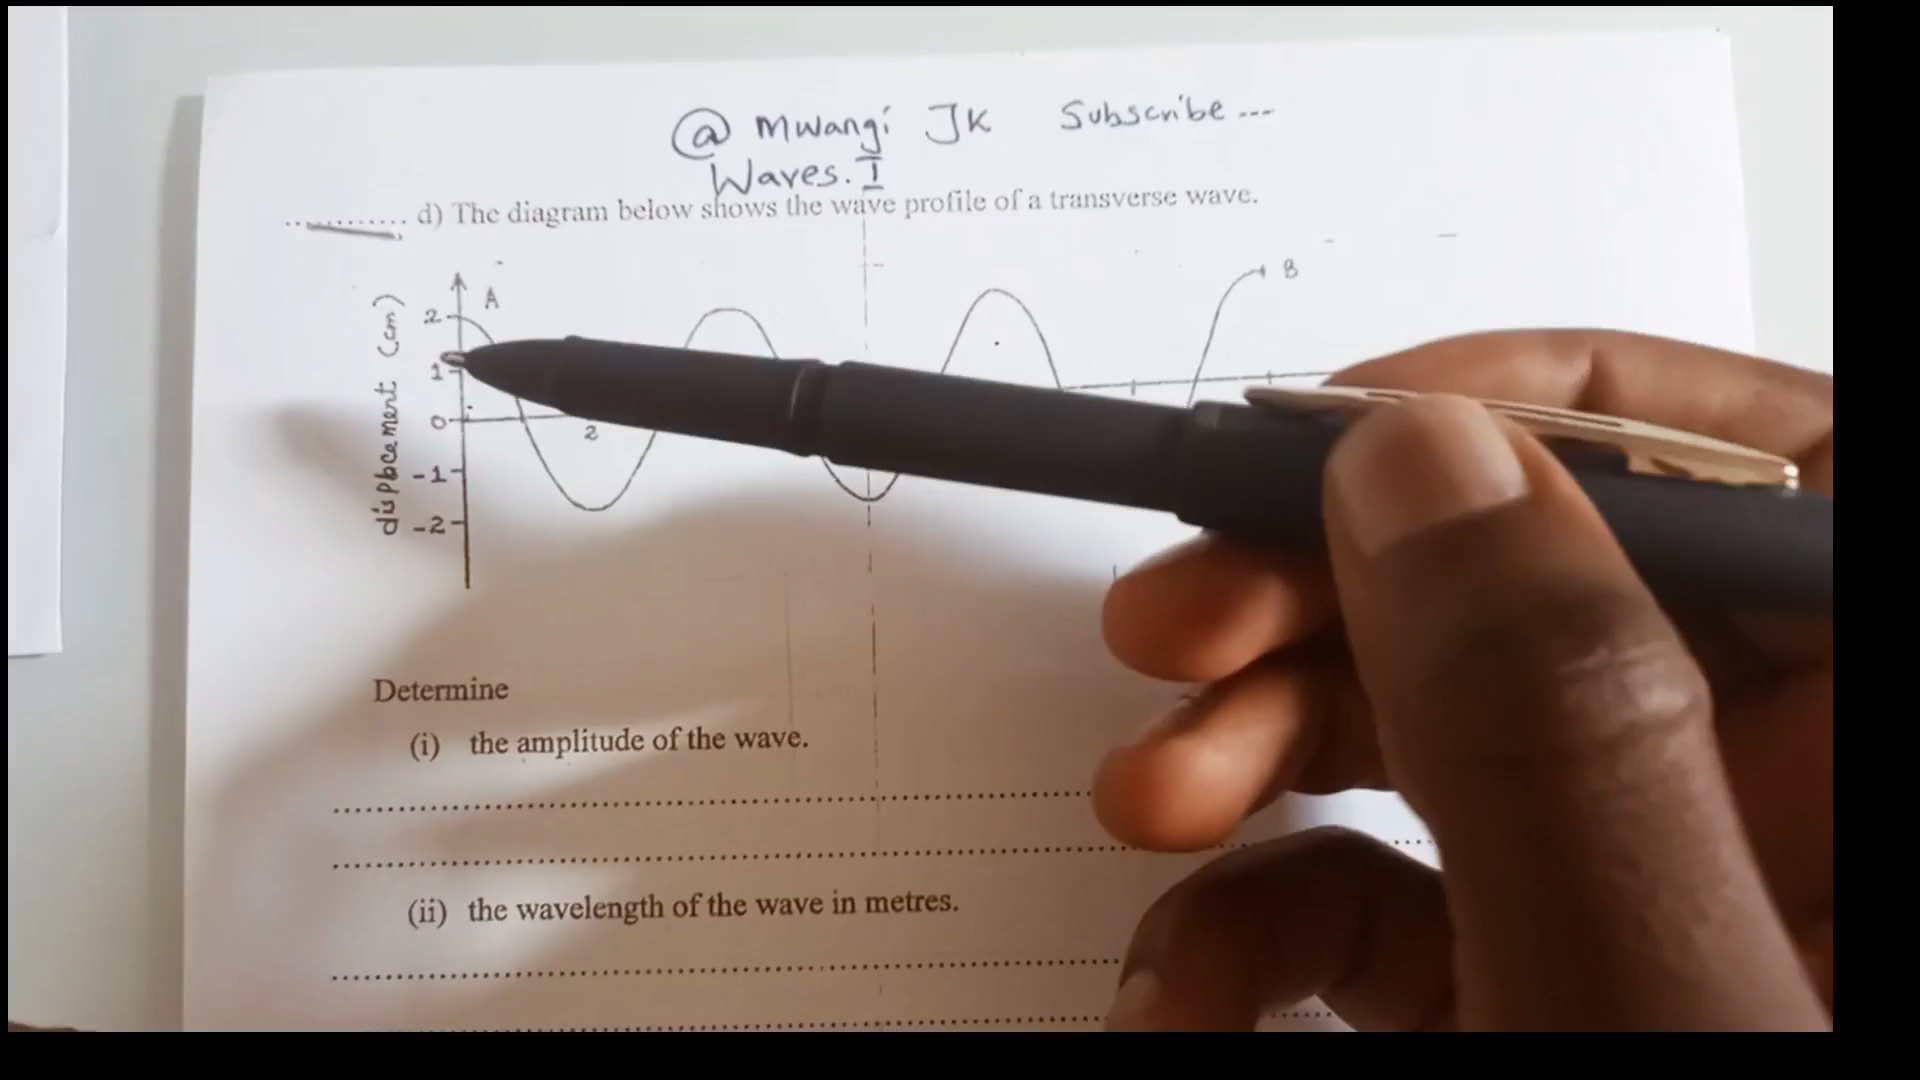 @ Mwangi JK Subscribe ---
Waves. I
............ d) The diagram below shows the wave profile of a transverse wave.
A
B
displacement (cm)
2
1
0
2
-1
-2
Determine
(i) the amplitude of the wave.
(ii) the wavelength of the wave in metres.